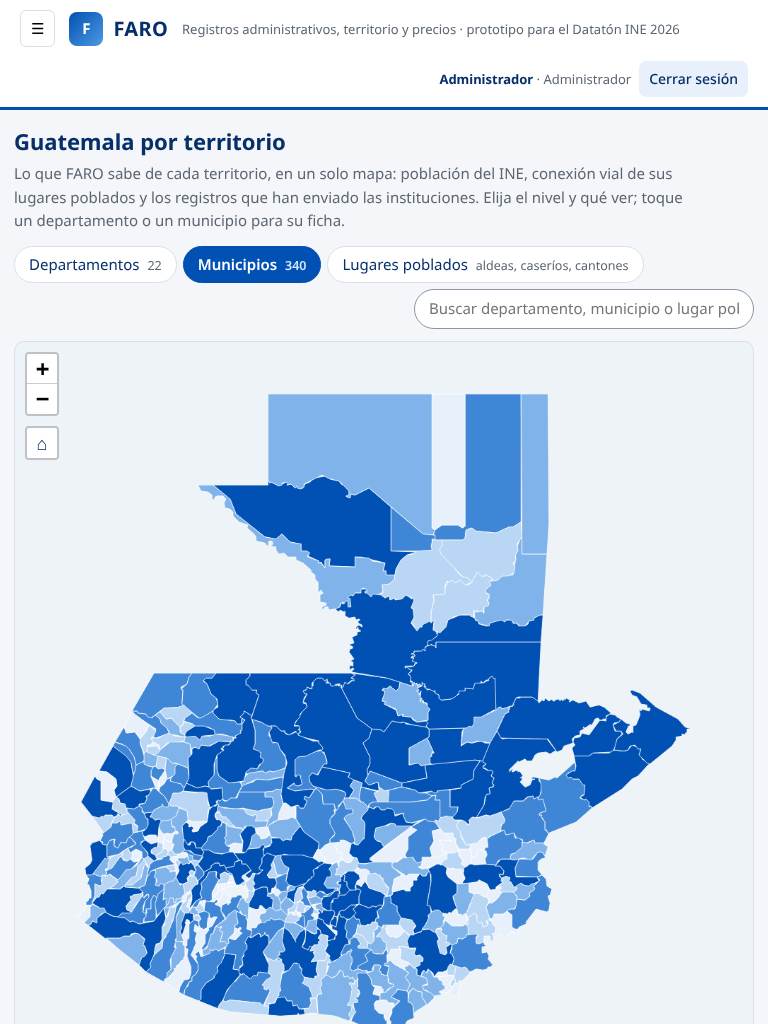 ☰ F FARO Registros administrativos, territorio y precios · prototipo para el Datatón INE 2026
Administrador · Administrador Cerrar sesión
Guatemala por territorio
Lo que FARO sabe de cada territorio, en un solo mapa: población del INE, conexión vial de sus
lugares poblados y los registros que han enviado las instituciones. Elija el nivel y qué ver; toque
un departamento o un municipio para su ficha.
Departamentos 22 Municipios 340 Lugares poblados aldeas, caseríos, cantones
Buscar departamento, municipio o lugar pol
+
−
⌂